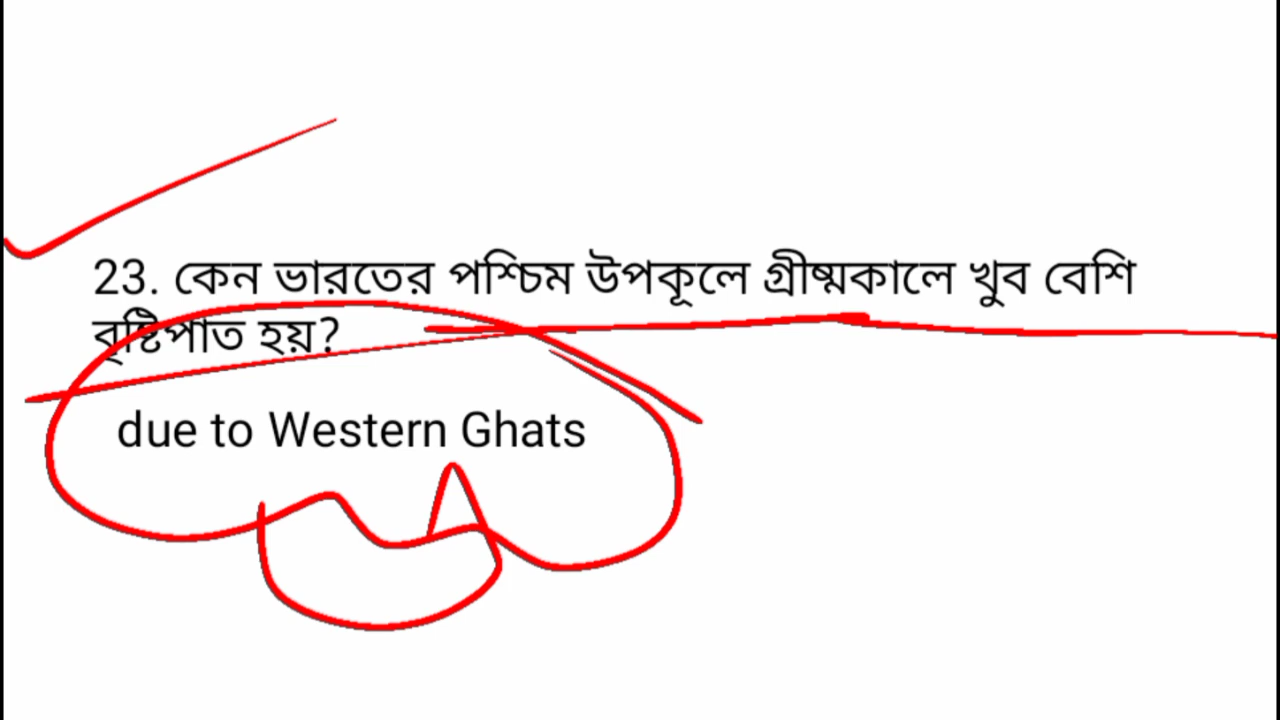 23. কেন ভারতের পশ্চিম উপকূলে গ্রীষ্মকালে খুব বেশি
বৃষ্টিপাত হয়?
due to Western Ghats